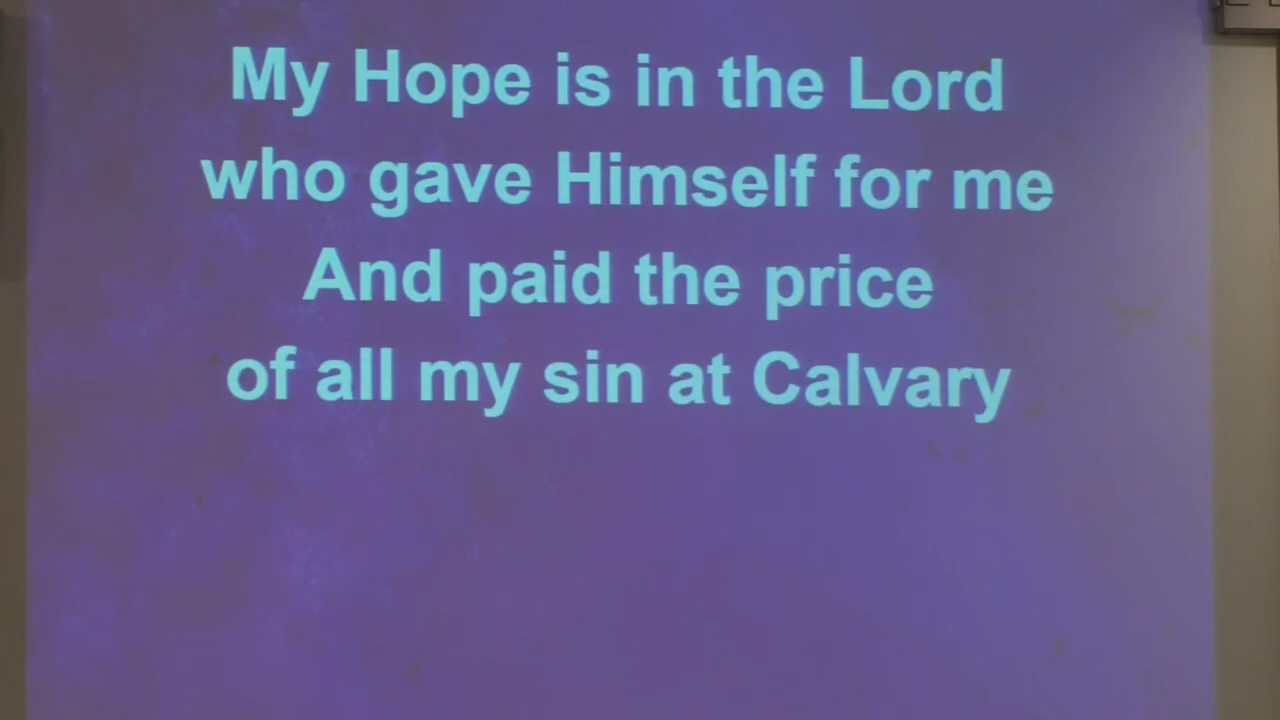 My Hope is in the Lord
who gave Himself for me
And paid the price
of all my sin at Calvary